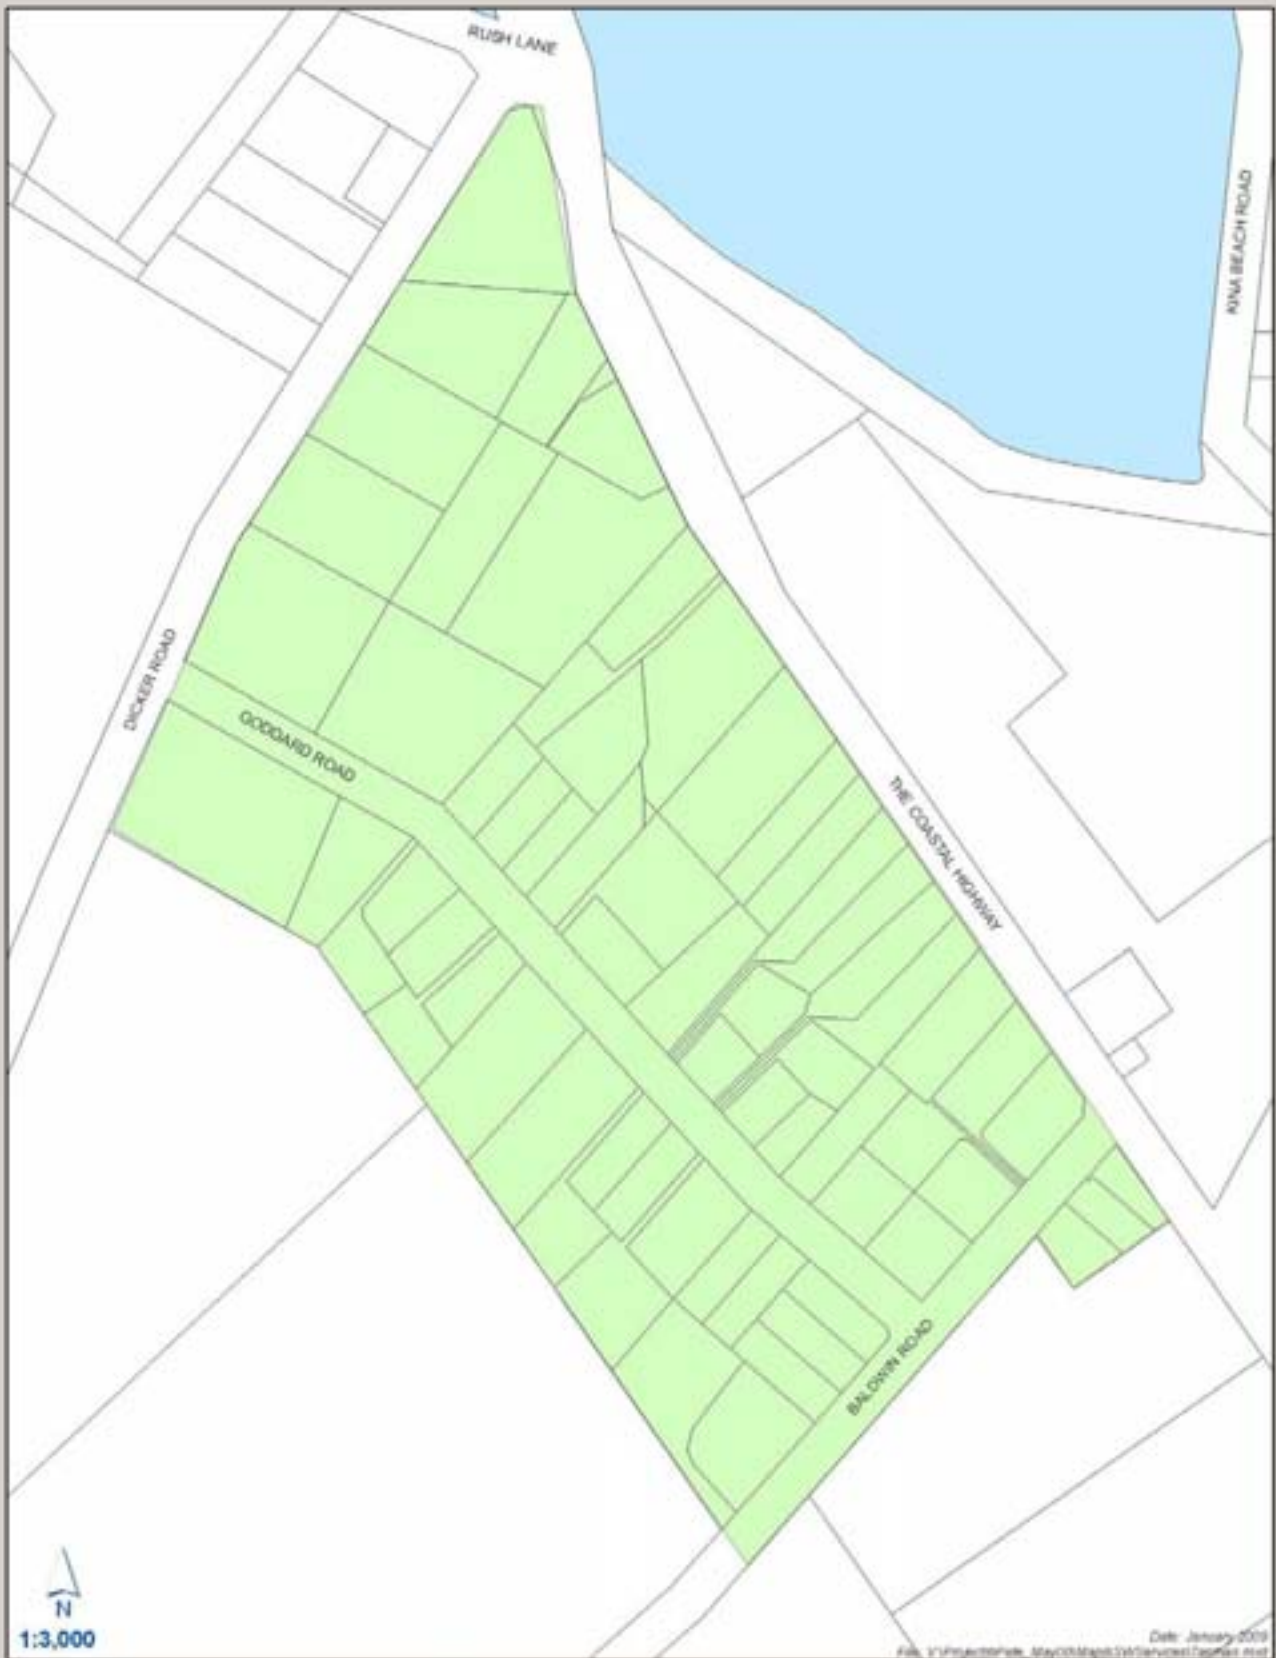 RUSH LANE
KINA BEACH ROAD
DICKER ROAD
GODDARD ROAD
THE COASTAL HIGHWAY
BALDWIN ROAD
N
1:3,000
Date: January 2009